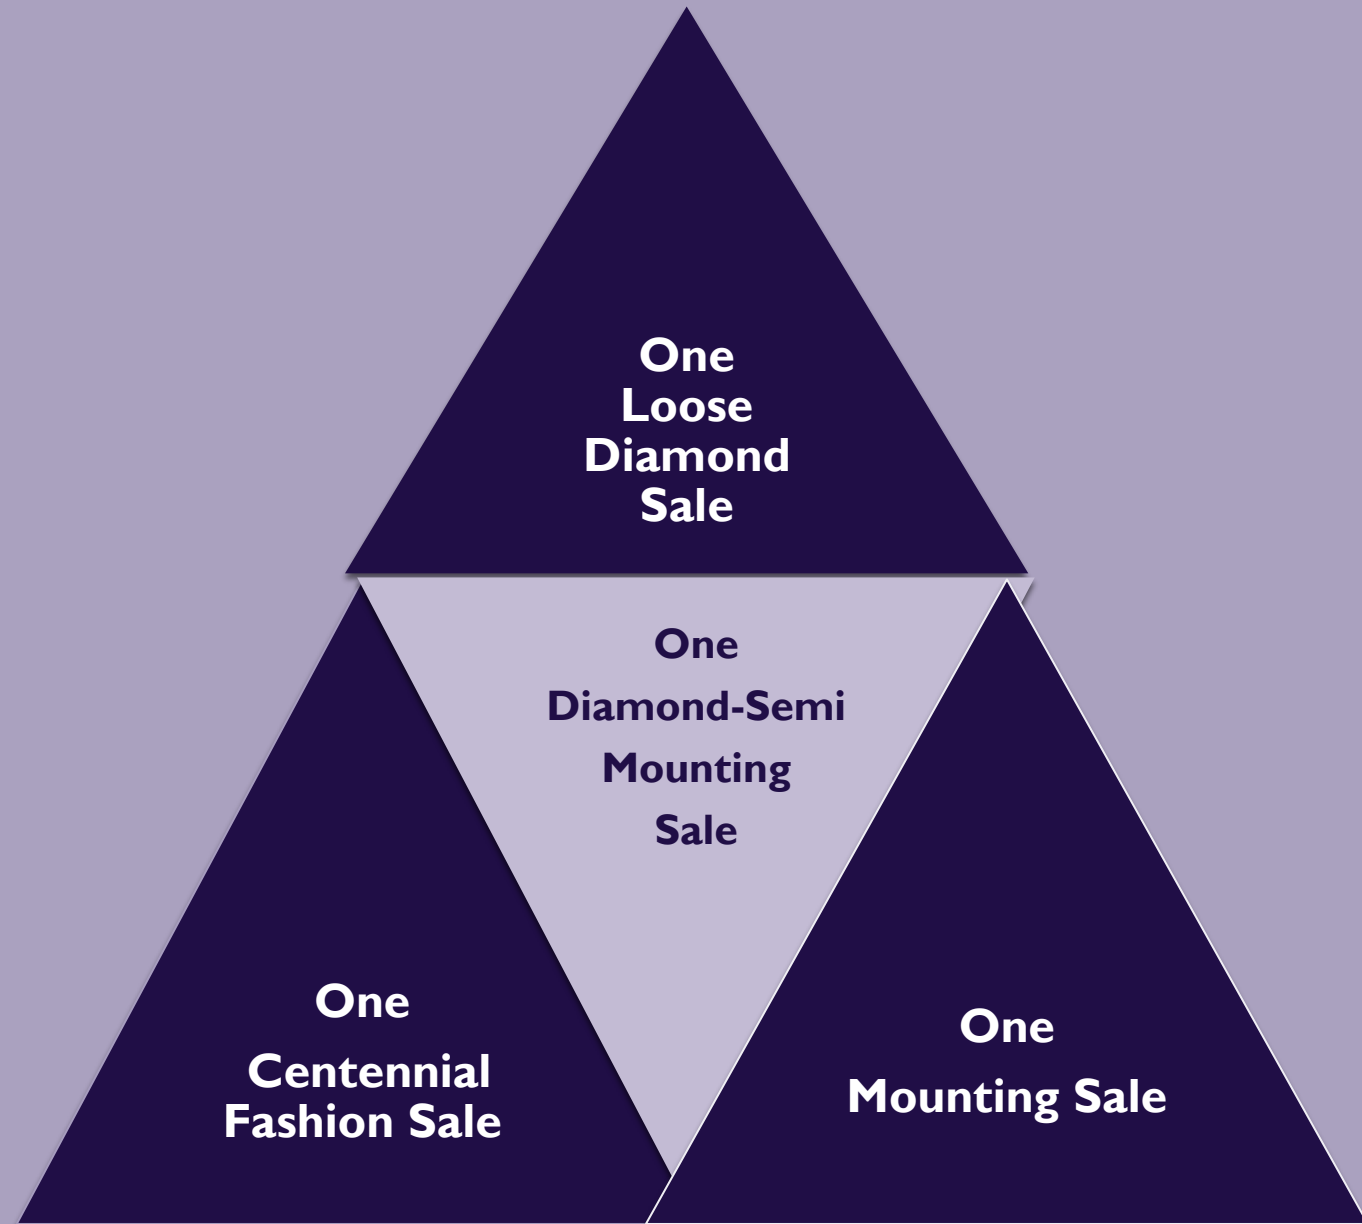 One
Loose
Diamond
Sale
One
Diamond-Semi
Mounting
Sale
One
Centennial
Fashion Sale
One
Mounting Sale